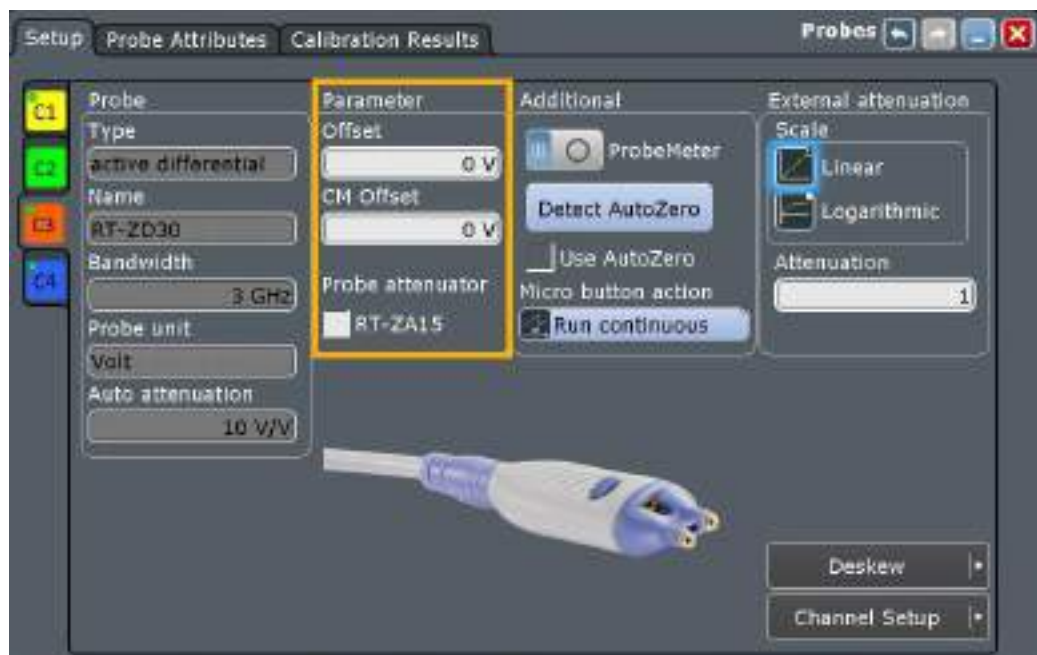 Setup Probe Attributes Calibration Results Probes
C1
C2
C3
C4
Probe
Type
active differential
Name
RT-ZD30
Bandwidth
3 GHz
Probe unit
Volt
Auto attenuation
10 V/V
Parameter
Offset
0 V
CM Offset
0 V
Probe attenuator
RT-ZA15
Additional
ProbeMeter
Detect AutoZero
Use AutoZero
Micro button action
Run continuous
External attenuation
Scale
Linear
Logarithmic
Attenuation
1
Deskew
Channel Setup